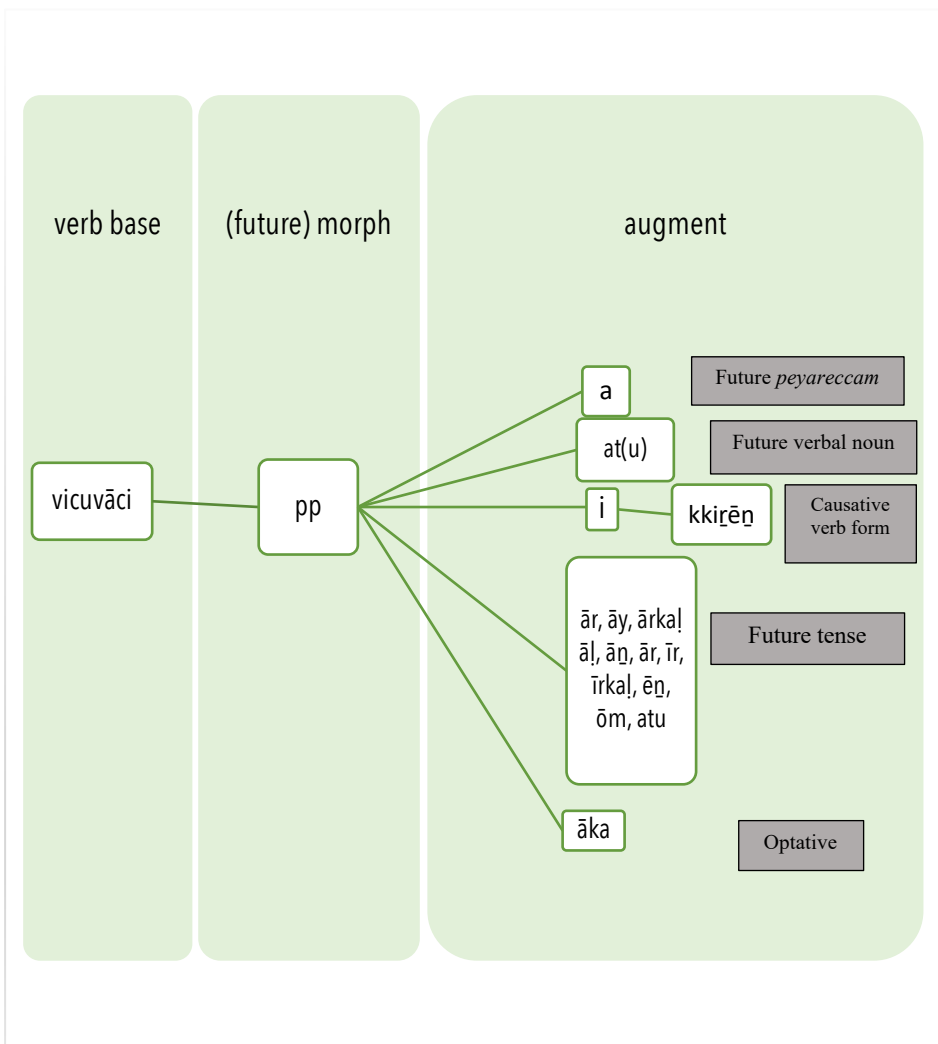 verb base
(future) morph
augment
vicuvāci
pp
a
Future peyareccam
at(u)
Future verbal noun
i
kkiṟēṉ
Causative
verb form
ār, āy, ārkaḷ
āḷ, āṉ, ār, īr,
īrkaḷ, ēṉ,
ōm, atu
Future tense
āka
Optative